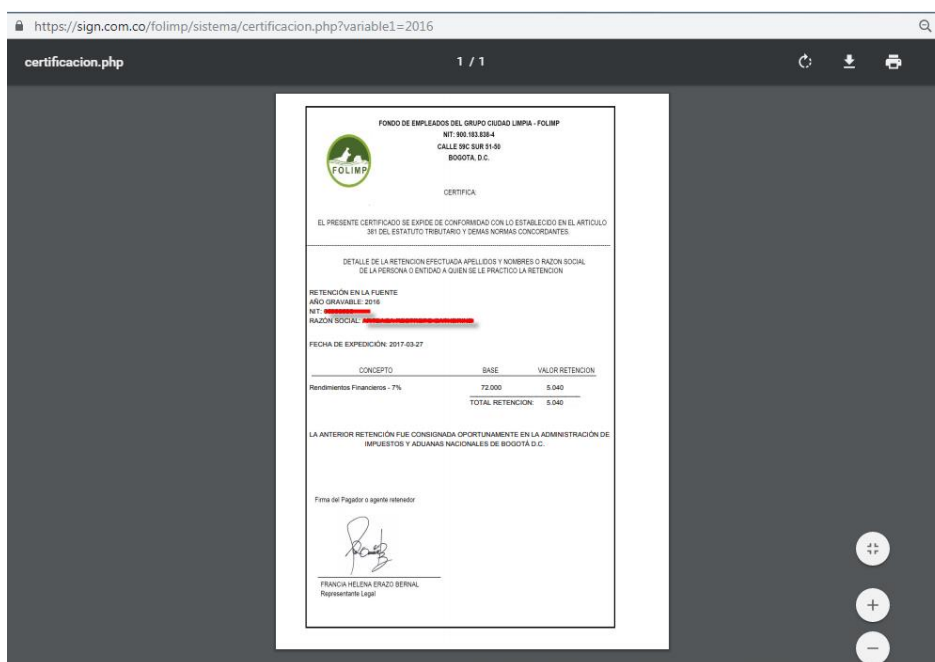 https://sign.com.co/folimp/sistema/certificacion.php?variable1=2016
certificacion.php
1 / 1
FONDO DE EMPLEADOS DEL GRUPO CIUDAD LIMPIA - FOLIMP
NIT: 900.183.838-4
CALLE 59C SUR 51-50
BOGOTA, D.C.
FOLIMP
CERTIFICA:
EL PRESENTE CERTIFICADO SE EXPIDE DE CONFORMIDAD CON LO ESTABLECIDO EN EL ARTICULO
381 DEL ESTATUTO TRIBUTARIO Y DEMAS NORMAS CONCORDANTES.
DETALLE DE LA RETENCION EFECTUADA APELLIDOS Y NOMBRES O RAZON SOCIAL
DE LA PERSONA O ENTIDAD A QUIEN SE LE PRACTICO LA RETENCION
RETENCIÓN EN LA FUENTE
AÑO GRAVABLE: 2016
NIT:
RAZÓN SOCIAL:
FECHA DE EXPEDICIÓN: 2017-03-27
CONCEPTO BASE VALOR RETENCION
Rendimientos Financieros - 7% 72.000 5.040
TOTAL RETENCION: 5.040
LA ANTERIOR RETENCIÓN FUE CONSIGNADA OPORTUNAMENTE EN LA ADMINISTRACIÓN DE
IMPUESTOS Y ADUANAS NACIONALES DE BOGOTÁ D.C.
Firma del Pagador o agente retenedor
FRANCIA HELENA ERAZO BERNAL
Representante Legal